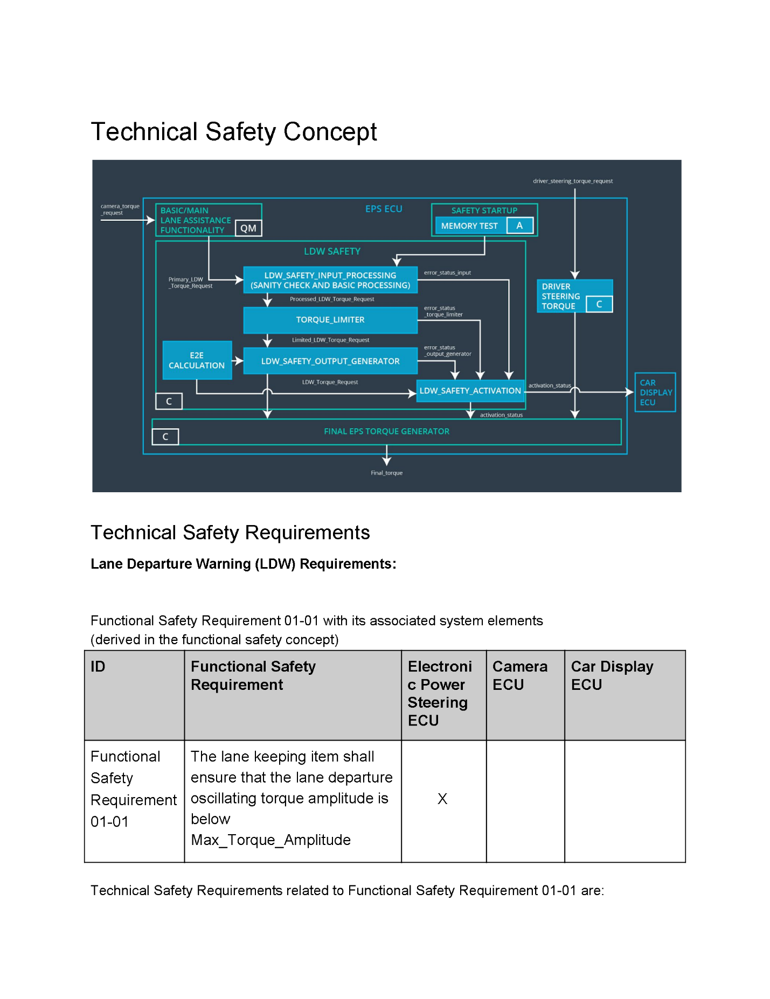 Technical Safety Concept
driver_steering_torque_request
camera_torque
_request
BASIC/MAIN
LANE ASSISTANCE
FUNCTIONALITY
QM
EPS ECU
SAFETY STARTUP
MEMORY TEST
A
LDW SAFETY
Primary_LDW
_Torque_Request
LDW_SAFETY_INPUT_PROCESSING
(SANITY CHECK AND BASIC PROCESSING)
error_status_input
Processed_LDW_Torque_Request
DRIVER
STEERING
TORQUE
C
TORQUE_LIMITER
error_status
_torque_limiter
Limited_LDW_Torque_Request
E2E
CALCULATION
LDW_SAFETY_OUTPUT_GENERATOR
error_status
_output_generator
LDW_Torque_Request
LDW_SAFETY_ACTIVATION
activation_status
CAR
DISPLAY
ECU
C
activation_status
C
FINAL EPS TORQUE GENERATOR
Final_torque
Technical Safety Requirements
Lane Departure Warning (LDW) Requirements:
Functional Safety Requirement 01-01 with its associated system elements
(derived in the functional safety concept)
ID
Functional Safety
Requirement
Electroni
c Power
Steering
ECU
Camera
ECU
Car Display
ECU
Functional
Safety
Requirement
01-01
The lane keeping item shall
ensure that the lane departure
oscillating torque amplitude is
below
Max_Torque_Amplitude
X
Technical Safety Requirements related to Functional Safety Requirement 01-01 are: